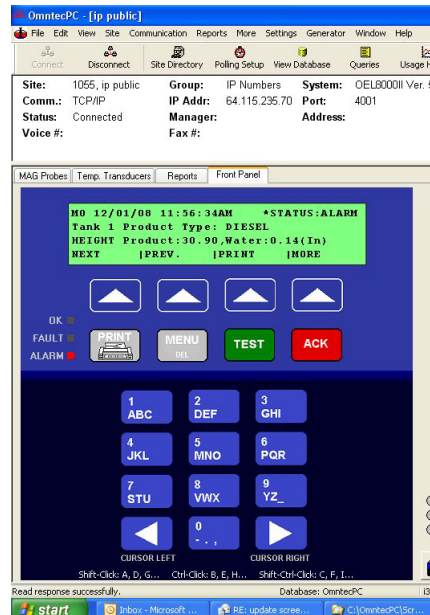 OmntecPC - [ip public]
File Edit View Site Communication Reports More Settings Generator Window Help
Connect Disconnect Site Directory Polling Setup View Database Queries Usage
Site: 1055, ip public Group: IP Numbers System: OEL8000II Ver.
Comm.: TCP/IP IP Addr: 64.115.235.70 Port: 4001
Status: Connected Manager: Address:
Voice #: Fax #:
MAG Probes Temp. Transducers Reports Front Panel
MO 12/01/08 11:56:34AM *STATUS:ALARM
Tank 1 Product Type: DIESEL
HEIGHT Product:30.90,Water:0.14(In)
NEXT |PREV. |PRINT |MORE
OK
FAULT
ALARM
PRINT MENU DEL TEST ACK
1 2 3
ABC DEF GHI
4 5 6
JKL MNO PQR
7 8 9
STU VWX YZ_
0
- . ,
CURSOR LEFT CURSOR RIGHT
Shift-Click: A, D, G... Ctrl-Click: B, E, H... Shift-Ctrl-Click: C, F, I...
Read response successfully. Database: OmntecPC
start Inbox - Microsoft ... RE: update scree... C:\OmntecPC\Scr...